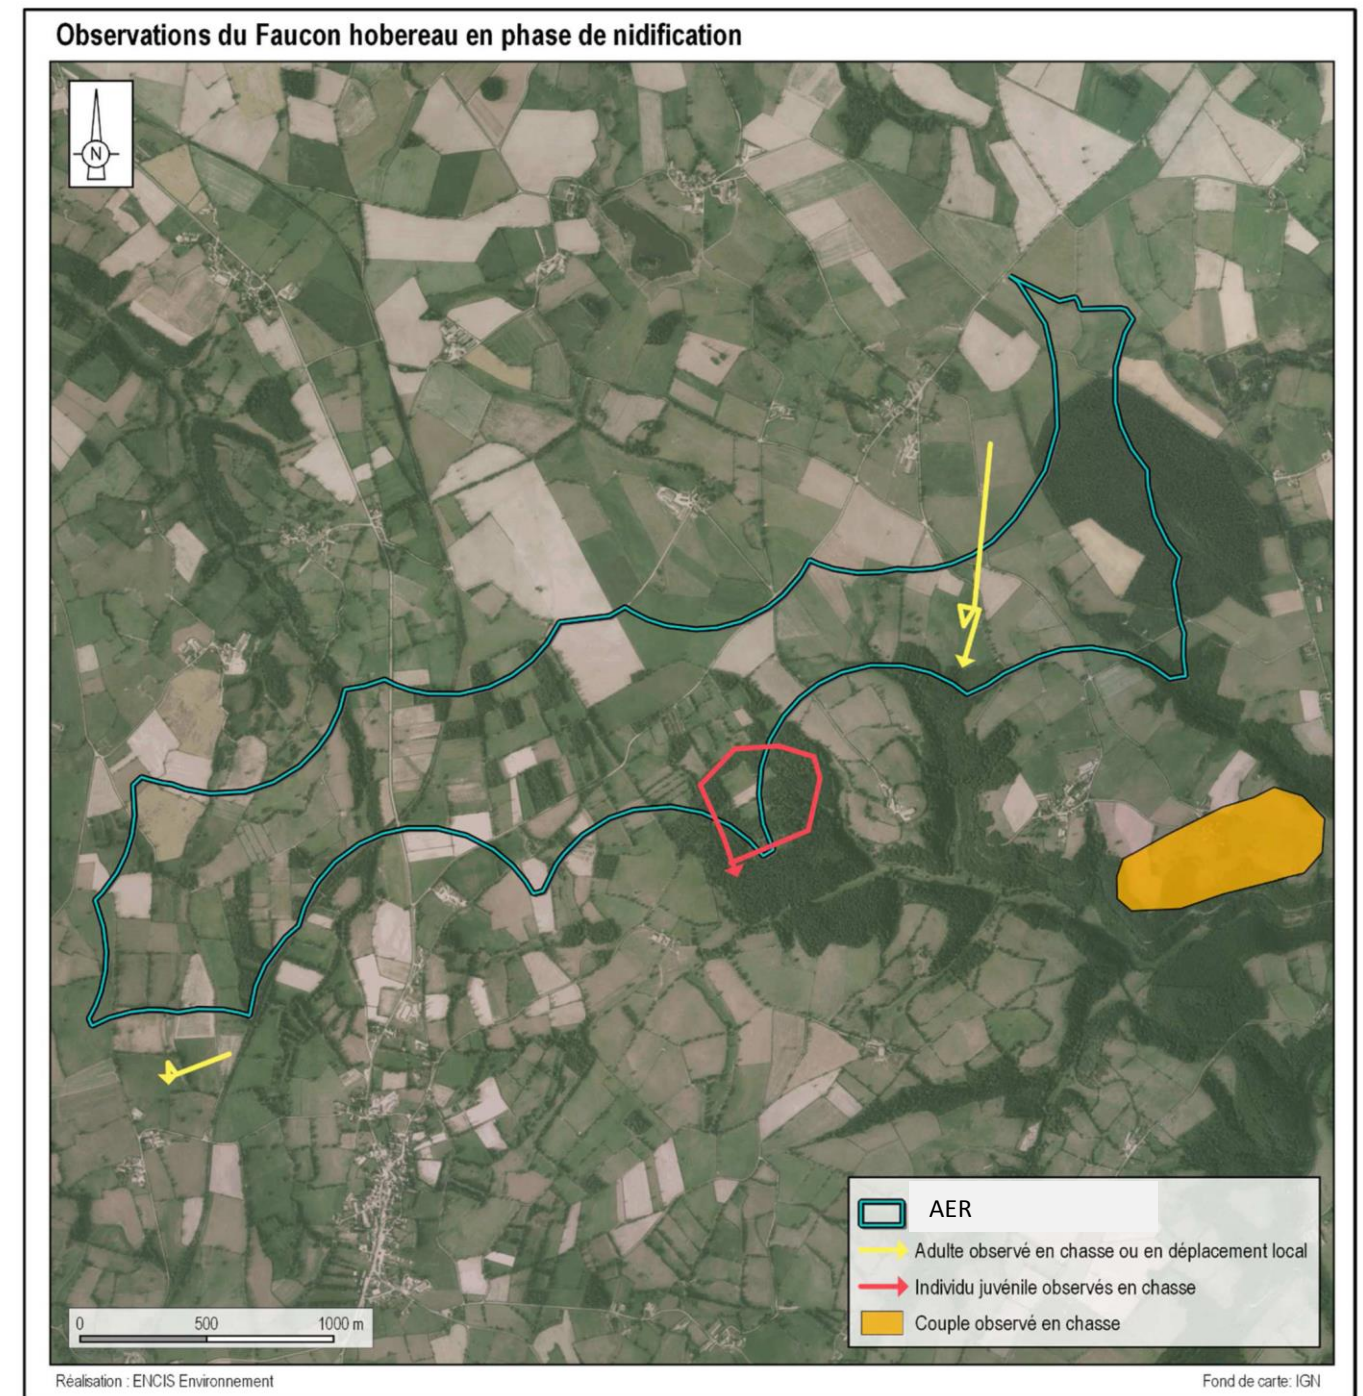 Observations du Faucon hobereau en phase de nidification
N
AER
Adulte observé en chasse ou en déplacement local
Individu juvénile observés en chasse
Couple observé en chasse
0 500 1000 m
Réalisation : ENCIS Environnement
Fond de carte: IGN